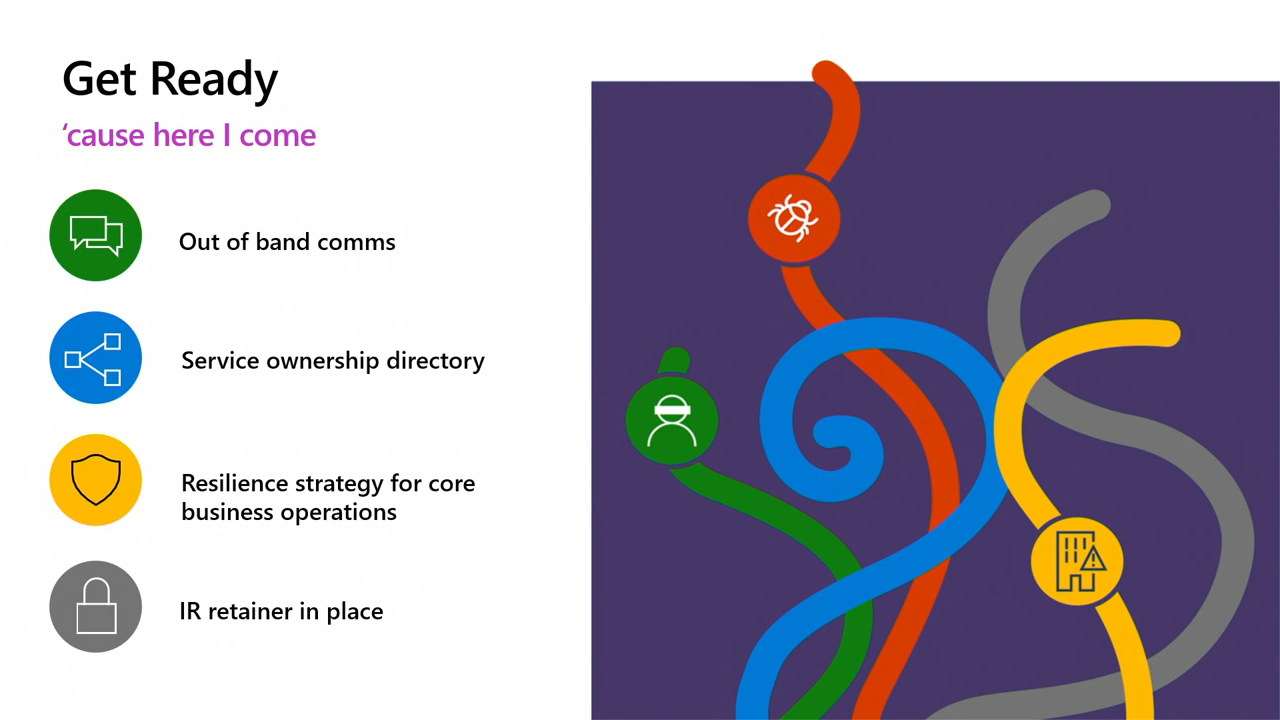 Get Ready
‘cause here I come
Out of band comms
Service ownership directory
Resilience strategy for core
business operations
IR retainer in place